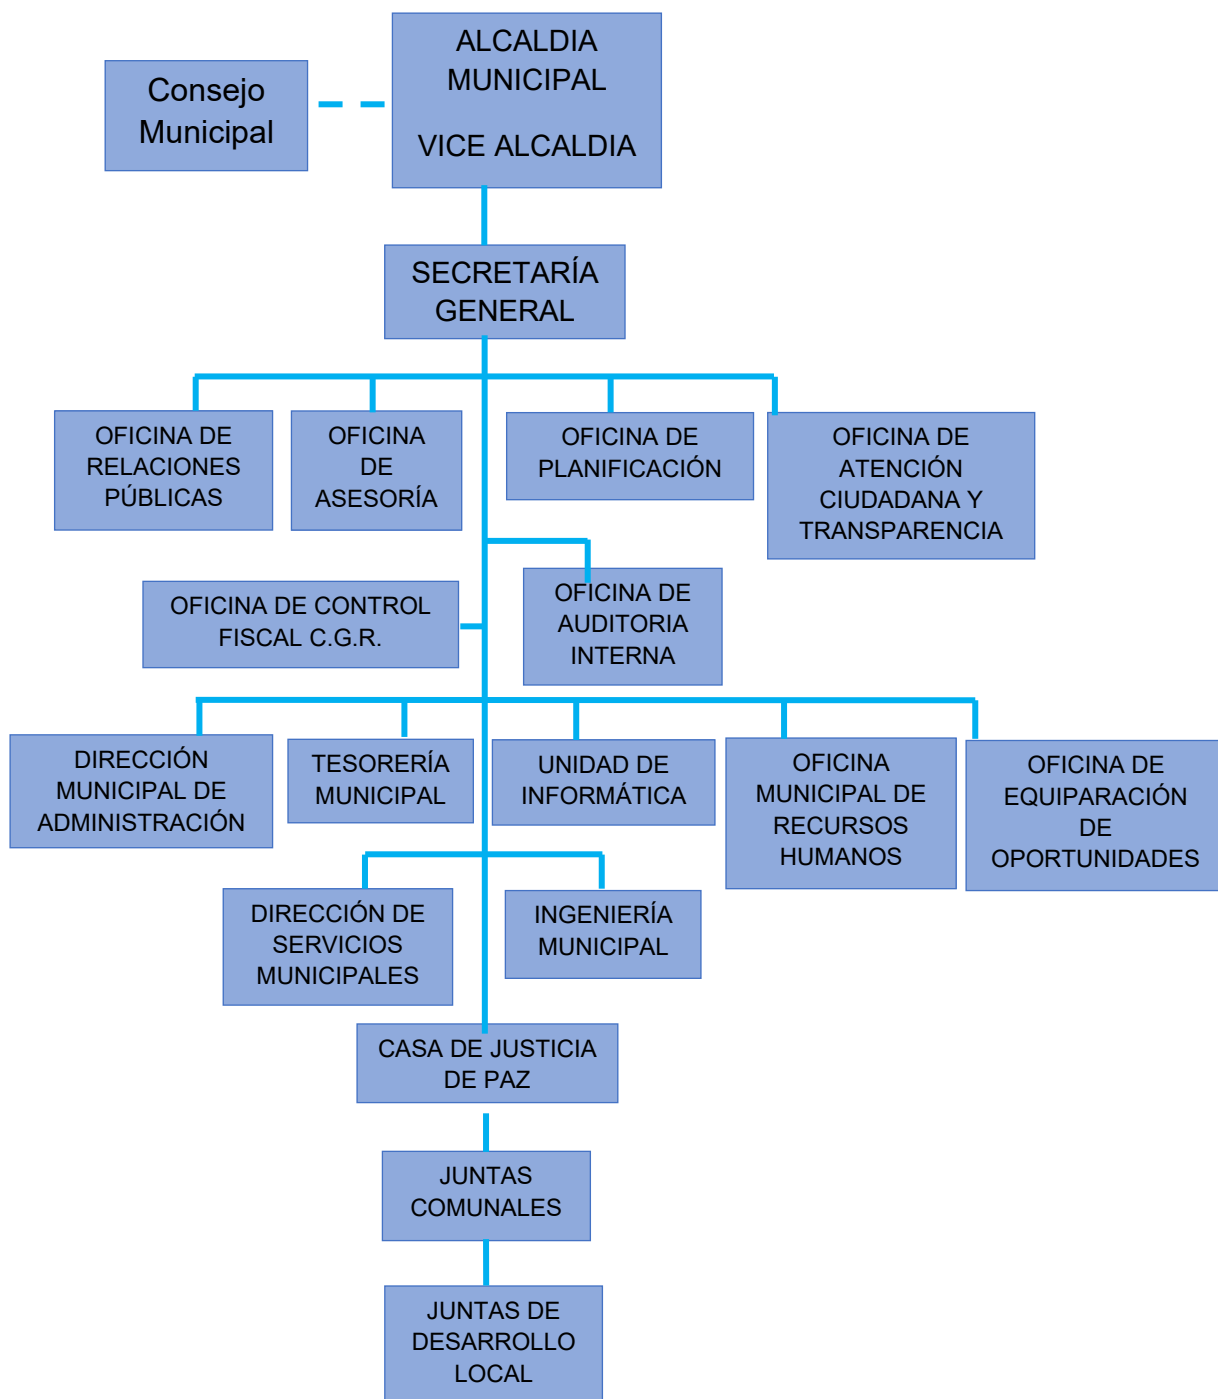 ALCALDIA
MUNICIPAL
VICE ALCALDIA
Consejo
Municipal
SECRETARÍA
GENERAL
OFICINA DE
RELACIONES
PÚBLICAS
OFICINA
DE
ASESORÍA
OFICINA DE
PLANIFICACIÓN
OFICINA DE
ATENCIÓN
CIUDADANA Y
TRANSPARENCIA
OFICINA DE CONTROL
FISCAL C.G.R.
OFICINA DE
AUDITORIA
INTERNA
DIRECCIÓN
MUNICIPAL DE
ADMINISTRACIÓN
TESORERÍA
MUNICIPAL
UNIDAD DE
INFORMÁTICA
OFICINA
MUNICIPAL DE
RECURSOS
HUMANOS
OFICINA DE
EQUIPARACIÓN
DE
OPORTUNIDADES
DIRECCIÓN DE
SERVICIOS
MUNICIPALES
INGENIERÍA
MUNICIPAL
CASA DE JUSTICIA
DE PAZ
JUNTAS
COMUNALES
JUNTAS DE
DESARROLLO
LOCAL